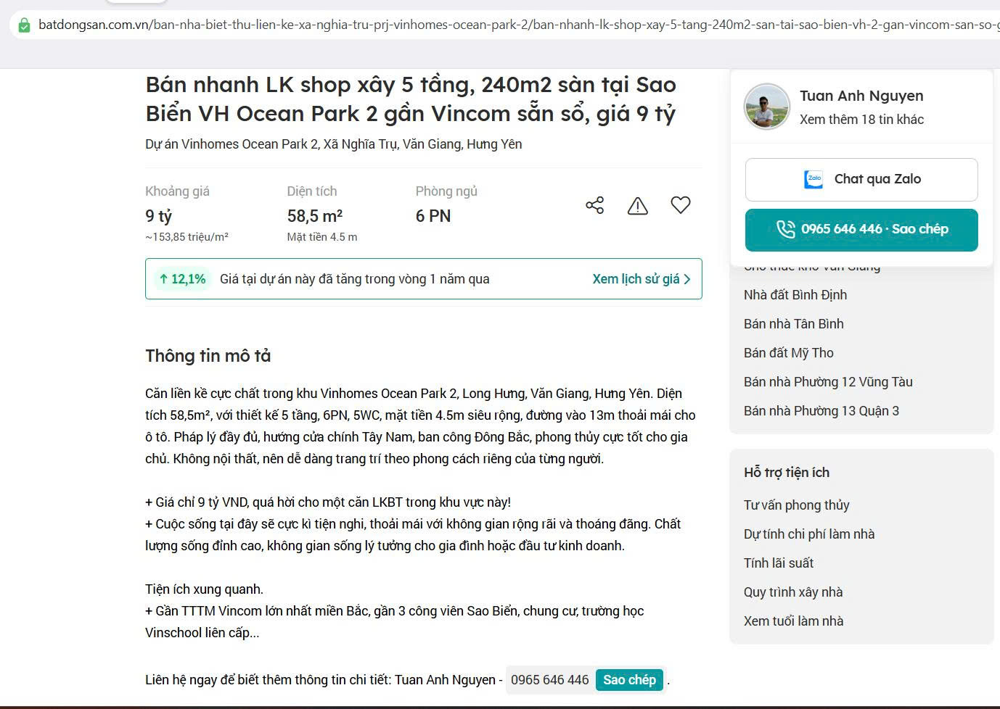 batdongsan.com.vn/ban-nha-biet-thu-lien-ke-xa-nghia-tru-prj-vinhomes-ocean-park-2/ban-nhanh-lk-shop-xay-5-tang-240m2-san-tai-sao-bien-vh-2-gan-vincom-san-so-g
Bán nhanh LK shop xây 5 tầng, 240m2 sàn tại Sao
Biển VH Ocean Park 2 gần Vincom sẵn sổ, giá 9 tỷ
Dự án Vinhomes Ocean Park 2, Xã Nghĩa Trụ, Văn Giang, Hưng Yên
Khoảng giá
Diện tích
Phòng ngủ
9 tỷ
58,5 m²
6 PN
~153,85 triệu/m²
Mặt tiền 4.5 m
12,1%
Giá tại dự án này đã tăng trong vòng 1 năm qua
Xem lịch sử giá
Thông tin mô tả
Căn liền kề cực chất trong khu Vinhomes Ocean Park 2, Long Hưng, Văn Giang, Hưng Yên. Diện
tích 58,5m², với thiết kế 5 tầng, 6PN, 5WC, mặt tiền 4.5m siêu rộng, đường vào 13m thoải mái cho
ô tô. Pháp lý đầy đủ, hướng cửa chính Tây Nam, ban công Đông Bắc, phong thủy cực tốt cho gia
chủ. Không nội thất, nên dễ dàng trang trí theo phong cách riêng của từng người.
+ Giá chỉ 9 tỷ VND, quá hời cho một căn LKBT trong khu vực này!
+ Cuộc sống tại đây sẽ cực kì tiện nghi, thoải mái với không gian rộng rãi và thoáng đãng. Chất
lượng sống đỉnh cao, không gian sống lý tưởng cho gia đình hoặc đầu tư kinh doanh.
Tiện ích xung quanh.
+ Gần TTTM Vincom lớn nhất miền Bắc, gần 3 công viên Sao Biển, chung cư, trường học
Vinschool liên cấp...
Liên hệ ngay để biết thêm thông tin chi tiết: Tuan Anh Nguyen - 0965 646 446 Sao chép .
Tuan Anh Nguyen
Xem thêm 18 tin khác
Zalo Chat qua Zalo
0965 646 446 · Sao chép
Cho thuê kho Văn Giang
Nhà đất Bình Định
Bán nhà Tân Bình
Bán đất Mỹ Tho
Bán nhà Phường 12 Vũng Tàu
Bán nhà Phường 13 Quận 3
Hỗ trợ tiện ích
Tư vấn phong thủy
Dự tính chi phí làm nhà
Tính lãi suất
Quy trình xây nhà
Xem tuổi làm nhà